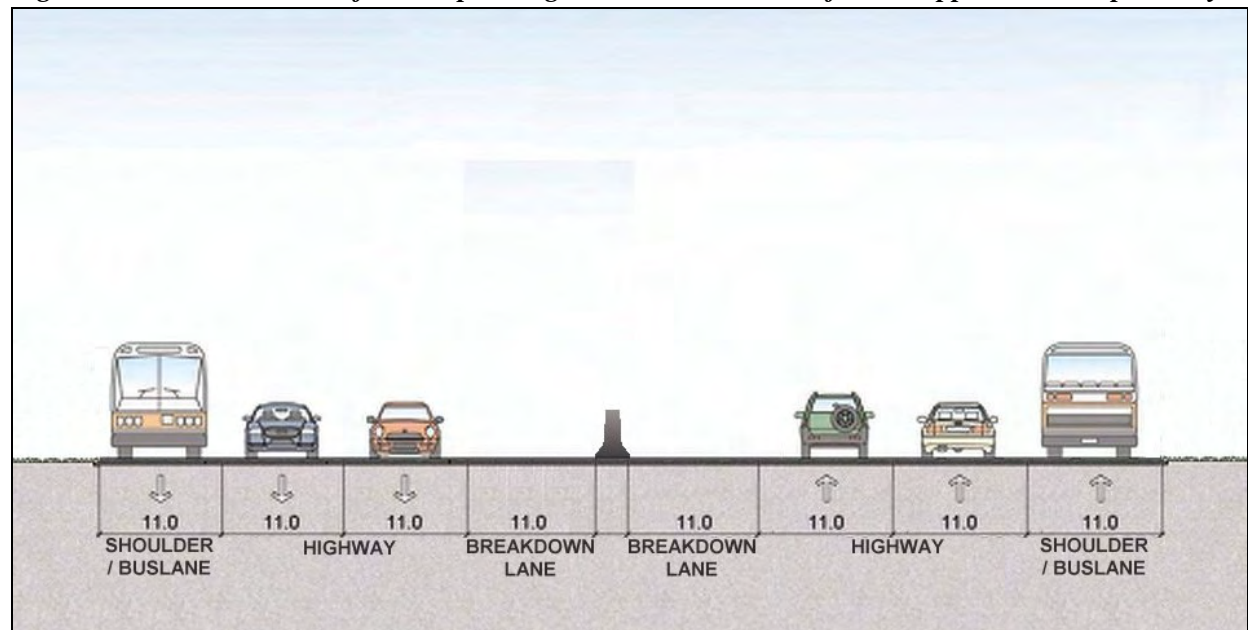 11.0 11.0 11.0 11.0 11.0 11.0 11.0 11.0
SHOULDER HIGHWAY BREAKDOWN BREAKDOWN HIGHWAY SHOULDER
/ BUSLANE LANE LANE / BUSLANE